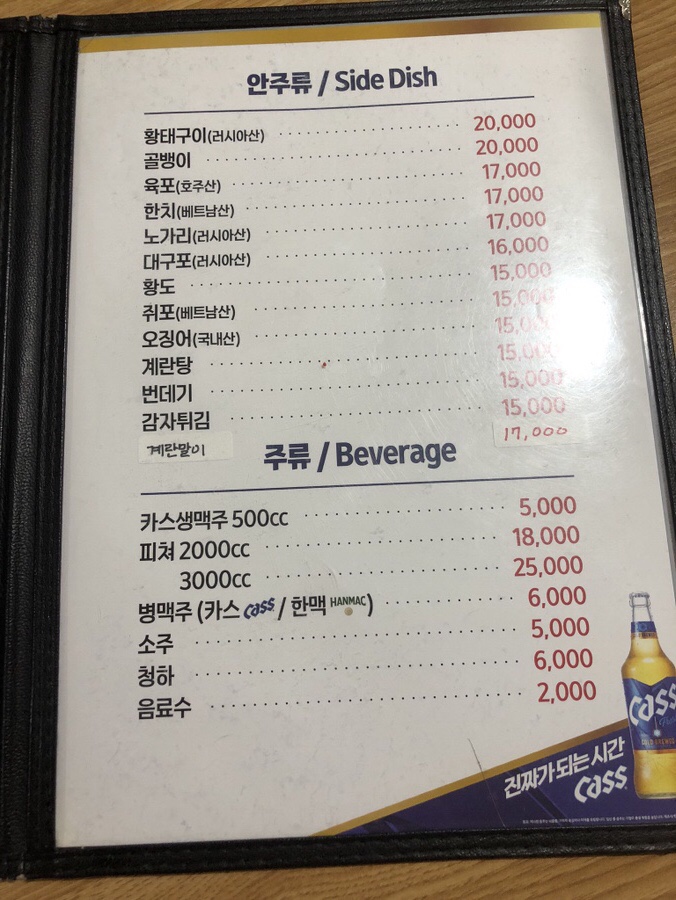 안주류 / Side Dish
황태구이(러시아산) 20,000
골뱅이 20,000
육포(호주산) 17,000
한치(베트남산) 17,000
노가리(러시아산) 17,000
대구포(러시아산) 16,000
황도 15,000
쥐포(베트남산) 15,000
오징어(국내산) 15,000
계란탕 15,000
번데기 15,000
감자튀김 15,000
계란말이 17,000
주류 / Beverage
카스생맥주 500cc 5,000
피쳐 2000cc 18,000
3000cc 25,000
병맥주 (카스 Cass / 한맥 HANMAC) 6,000
소주 5,000
청하 6,000
음료수 2,000
Cass
진짜가 되는 시간
Cass